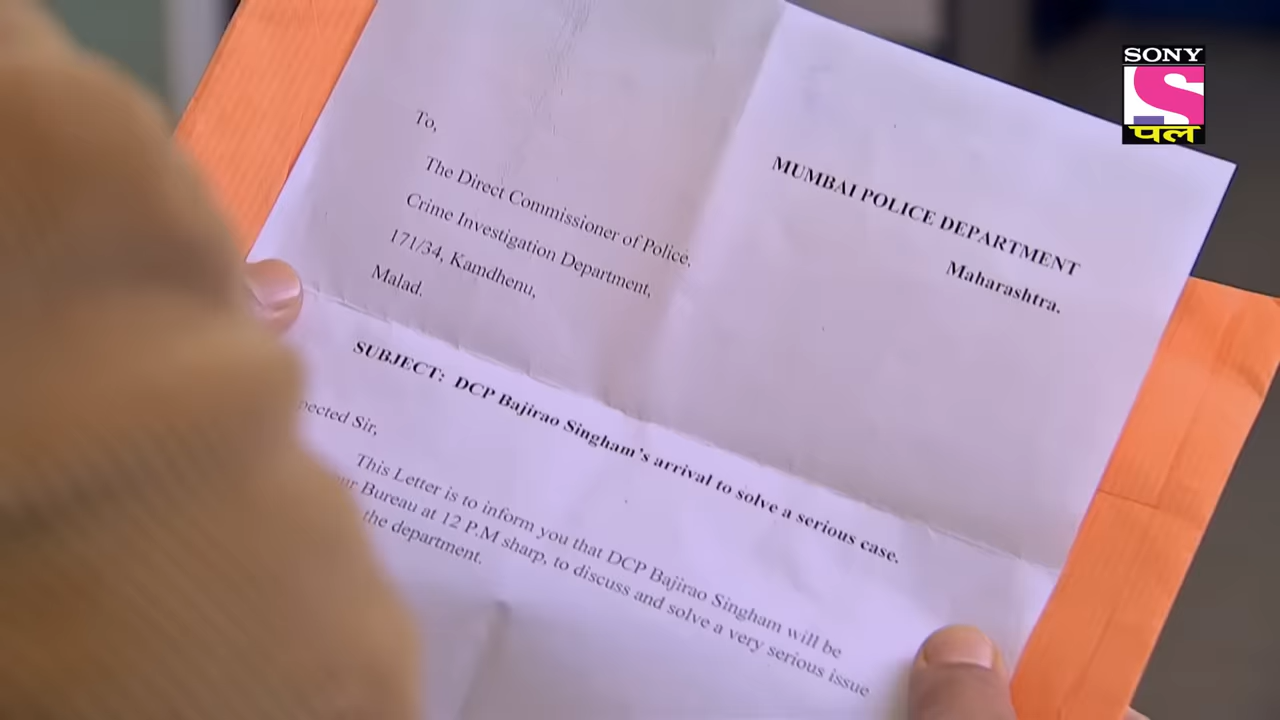 SONY
S
पल
MUMBAI POLICE DEPARTMENT
Maharashtra.
To,
The Direct Commissioner of Police.
Crime Investigation Department,
171/34, Kamdhenu,
Malad.
SUBJECT: DCP Bajirao Singham's arrival to solve a serious case.
Sir,
This Letter is to inform you that DCP Bajirao Singham will be
Bureau at 12 P.M sharp, to discuss and solve a very serious issue
the department.